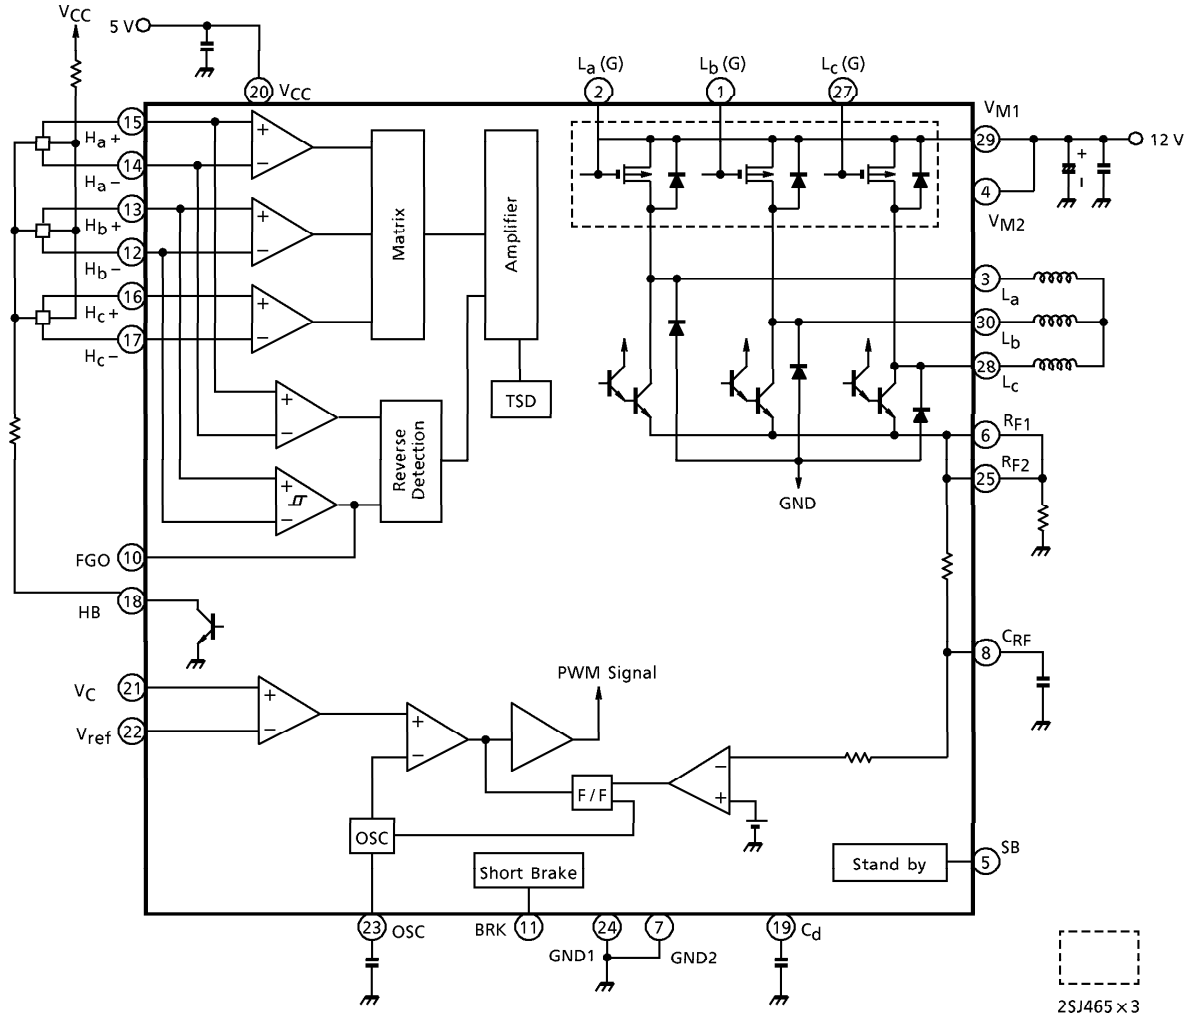 VCC
5 V
20 VCC
La (G)
2
Lb (G)
1
Lc (G)
27
VM1
29
12 V
+
4
VM2
15
Ha+
14
Ha−
13
Hb+
12
Hb−
16
Hc+
17
Hc−
+
−
+
−
+
−
Matrix
Amplifier
TSD
+
−
+
−
Reverse
Detection
3
La
30
Lb
28
Lc
6
RF1
25
RF2
GND
FGO 10
HB 18
8
CRF
VC 21
Vref 22
+
−
+
−
PWM Signal
F / F
−
+
OSC
Short Brake
Stand by
5
SB
23 OSC
BRK 11
24
GND1
7
GND2
19 Cd
2SJ465 × 3